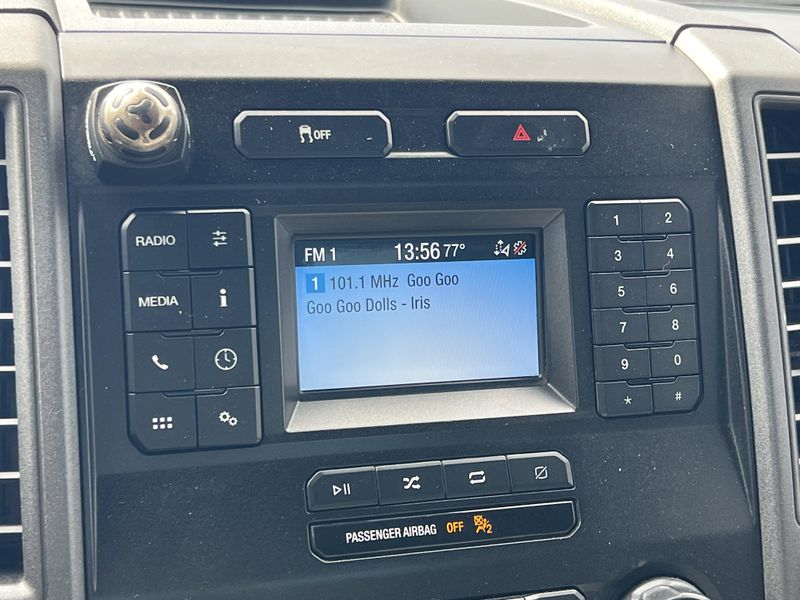 OFF
RADIO
MEDIA
i
FM 1 13:56 77°
1 101.1 MHz Goo Goo
Goo Goo Dolls - Iris
1 2
3 4
5 6
7 8
9 0
* #
PASSENGER AIRBAG OFF 2